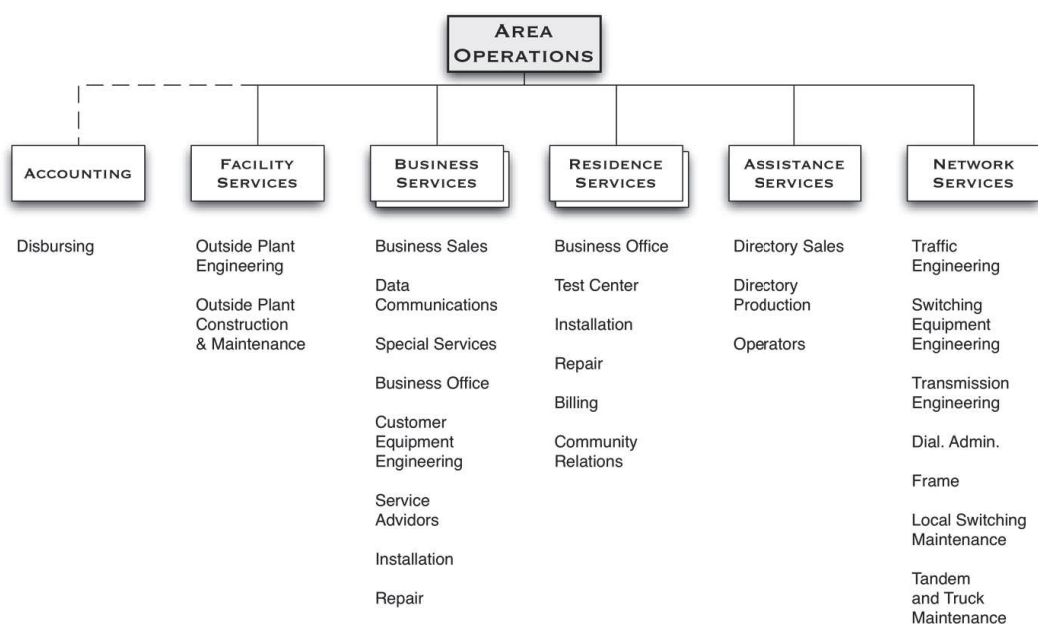 AREA
OPERATIONS
ACCOUNTING
FACILITY
SERVICES
BUSINESS
SERVICES
RESIDENCE
SERVICES
ASSISTANCE
SERVICES
NETWORK
SERVICES
Disbursing
Outside Plant
Engineering
Outside Plant
Construction
& Maintenance
Business Sales
Data
Communications
Special Services
Business Office
Customer
Equipment
Engineering
Service
Advidors
Installation
Repair
Business Office
Test Center
Installation
Repair
Billing
Community
Relations
Directory Sales
Directory
Production
Operators
Traffic
Engineering
Switching
Equipment
Engineering
Transmission
Engineering
Dial. Admin.
Frame
Local Switching
Maintenance
Tandem
and Truck
Maintenance